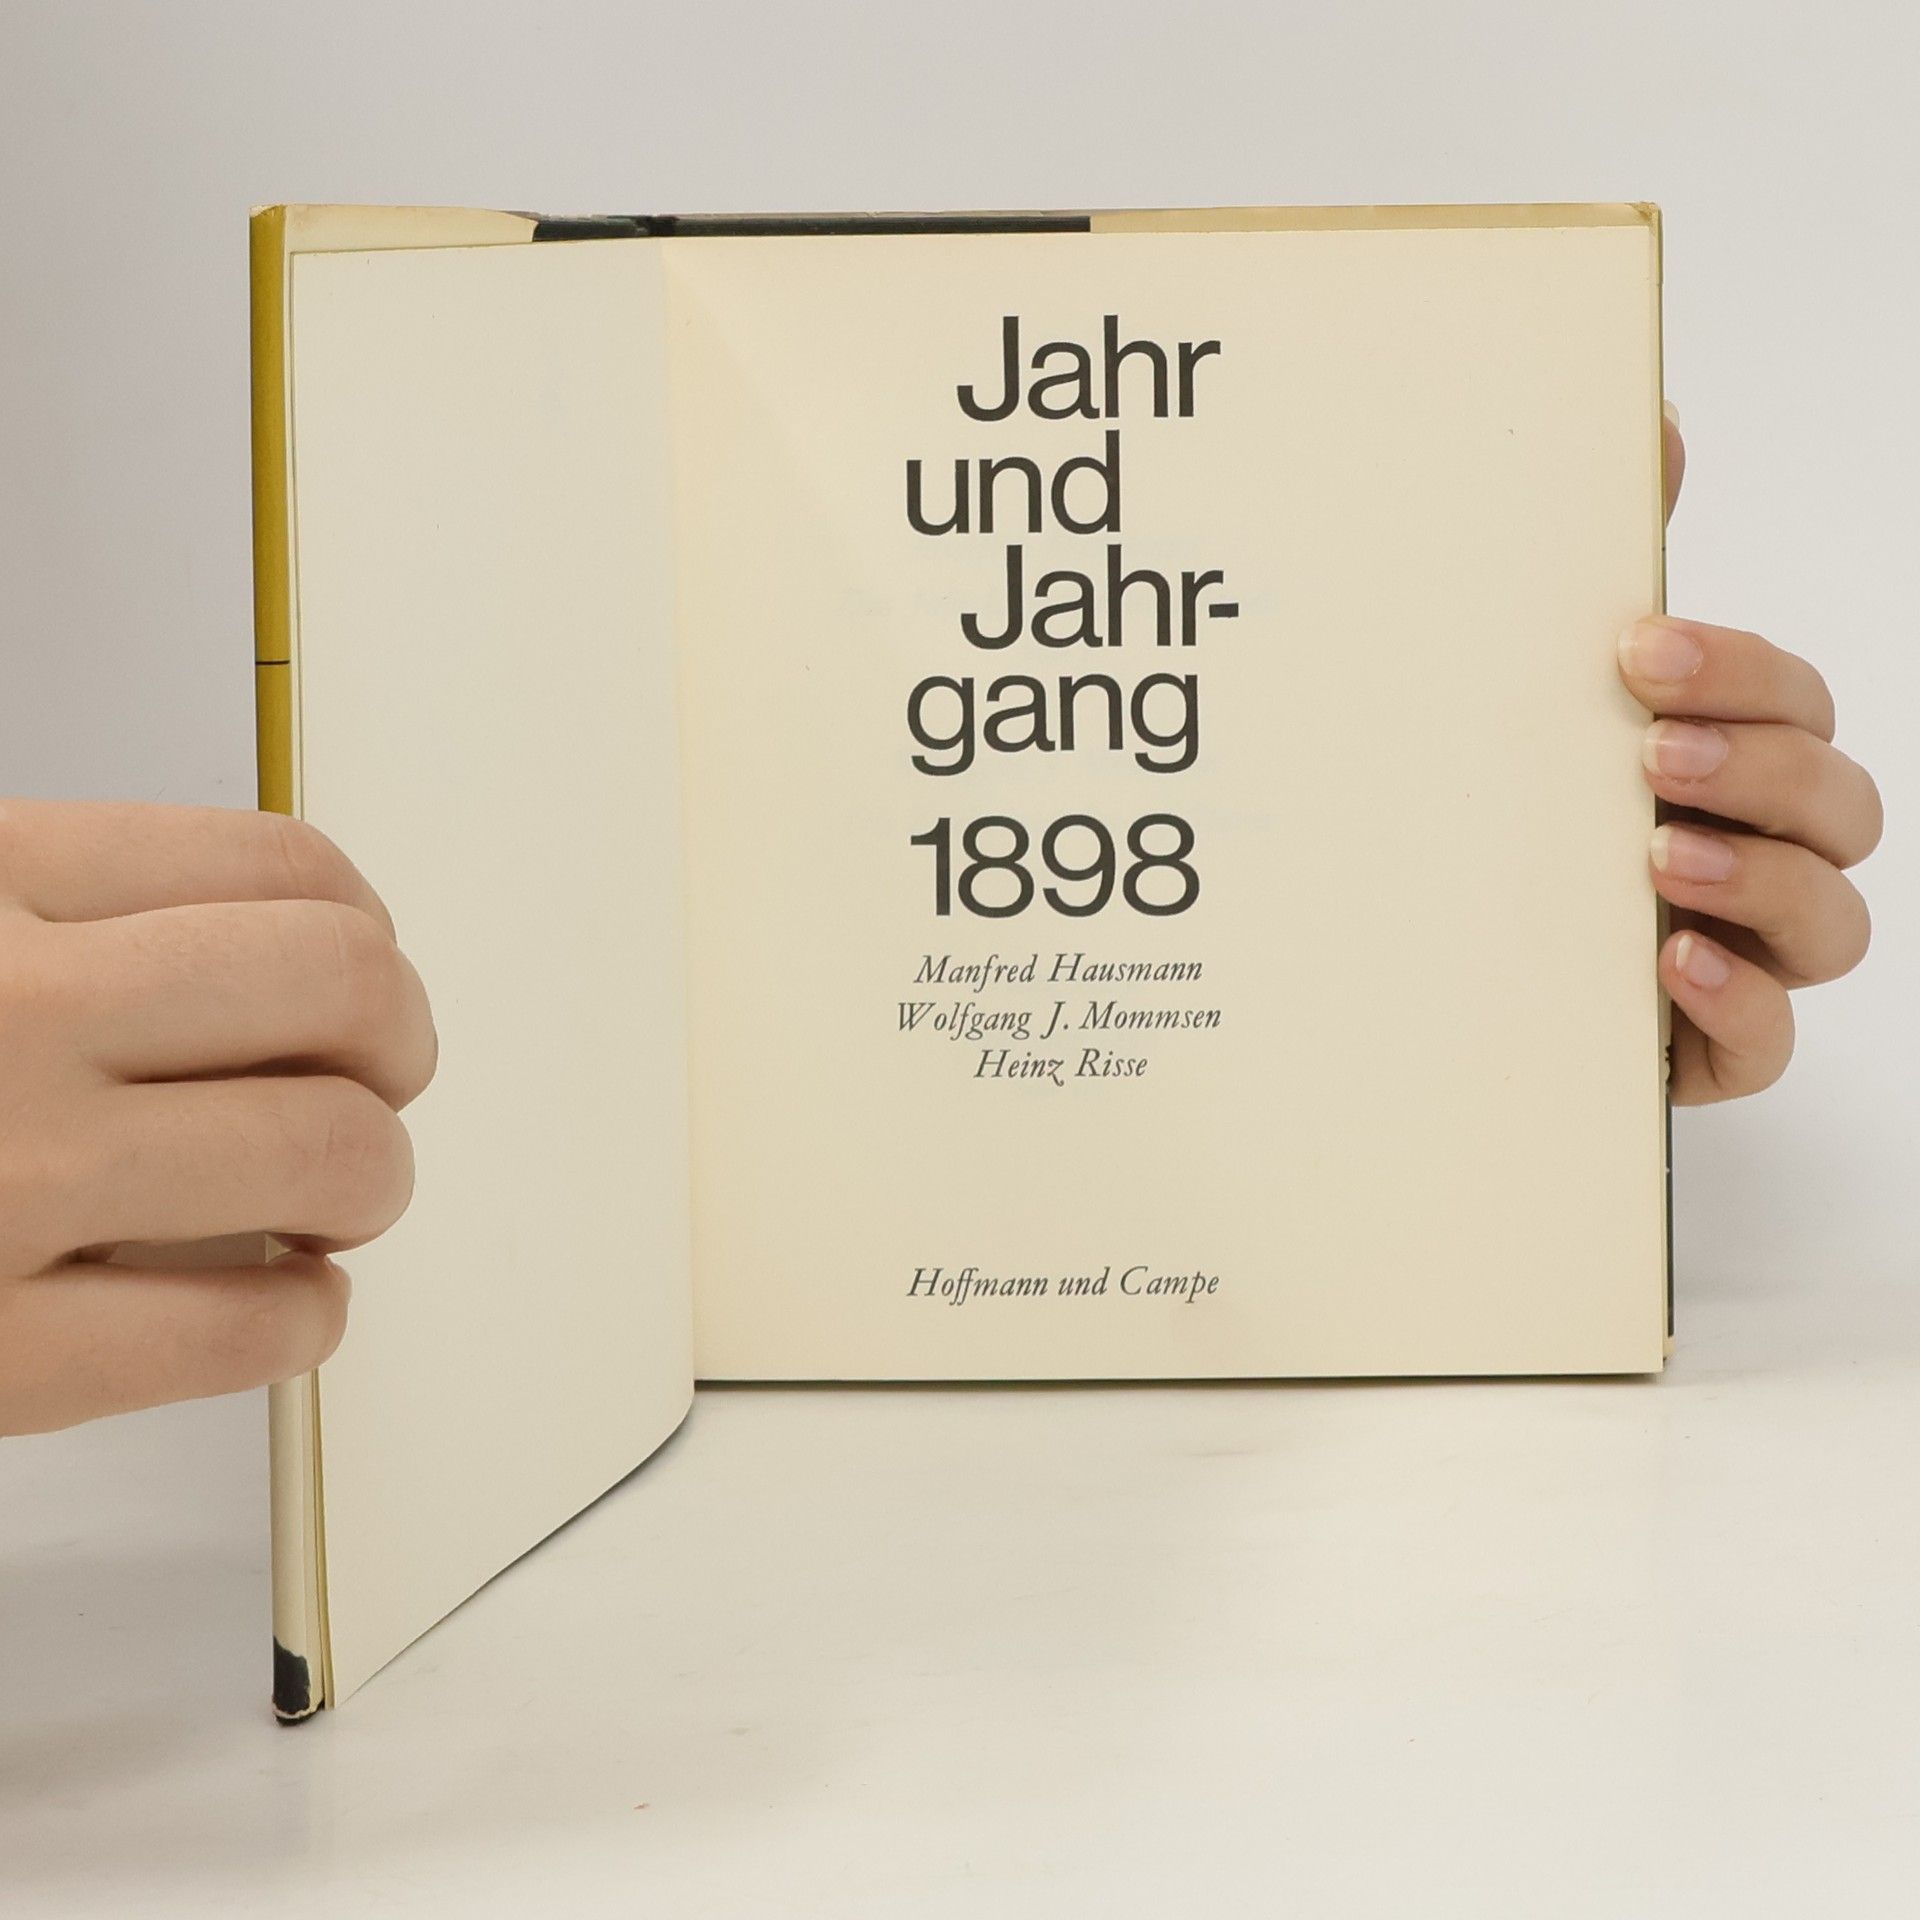 Jahr
und
Jahr-
gang
1898
Manfred Hausmann
Wolfgang J. Mommsen
Heinz Risse
Hoffmann und Campe